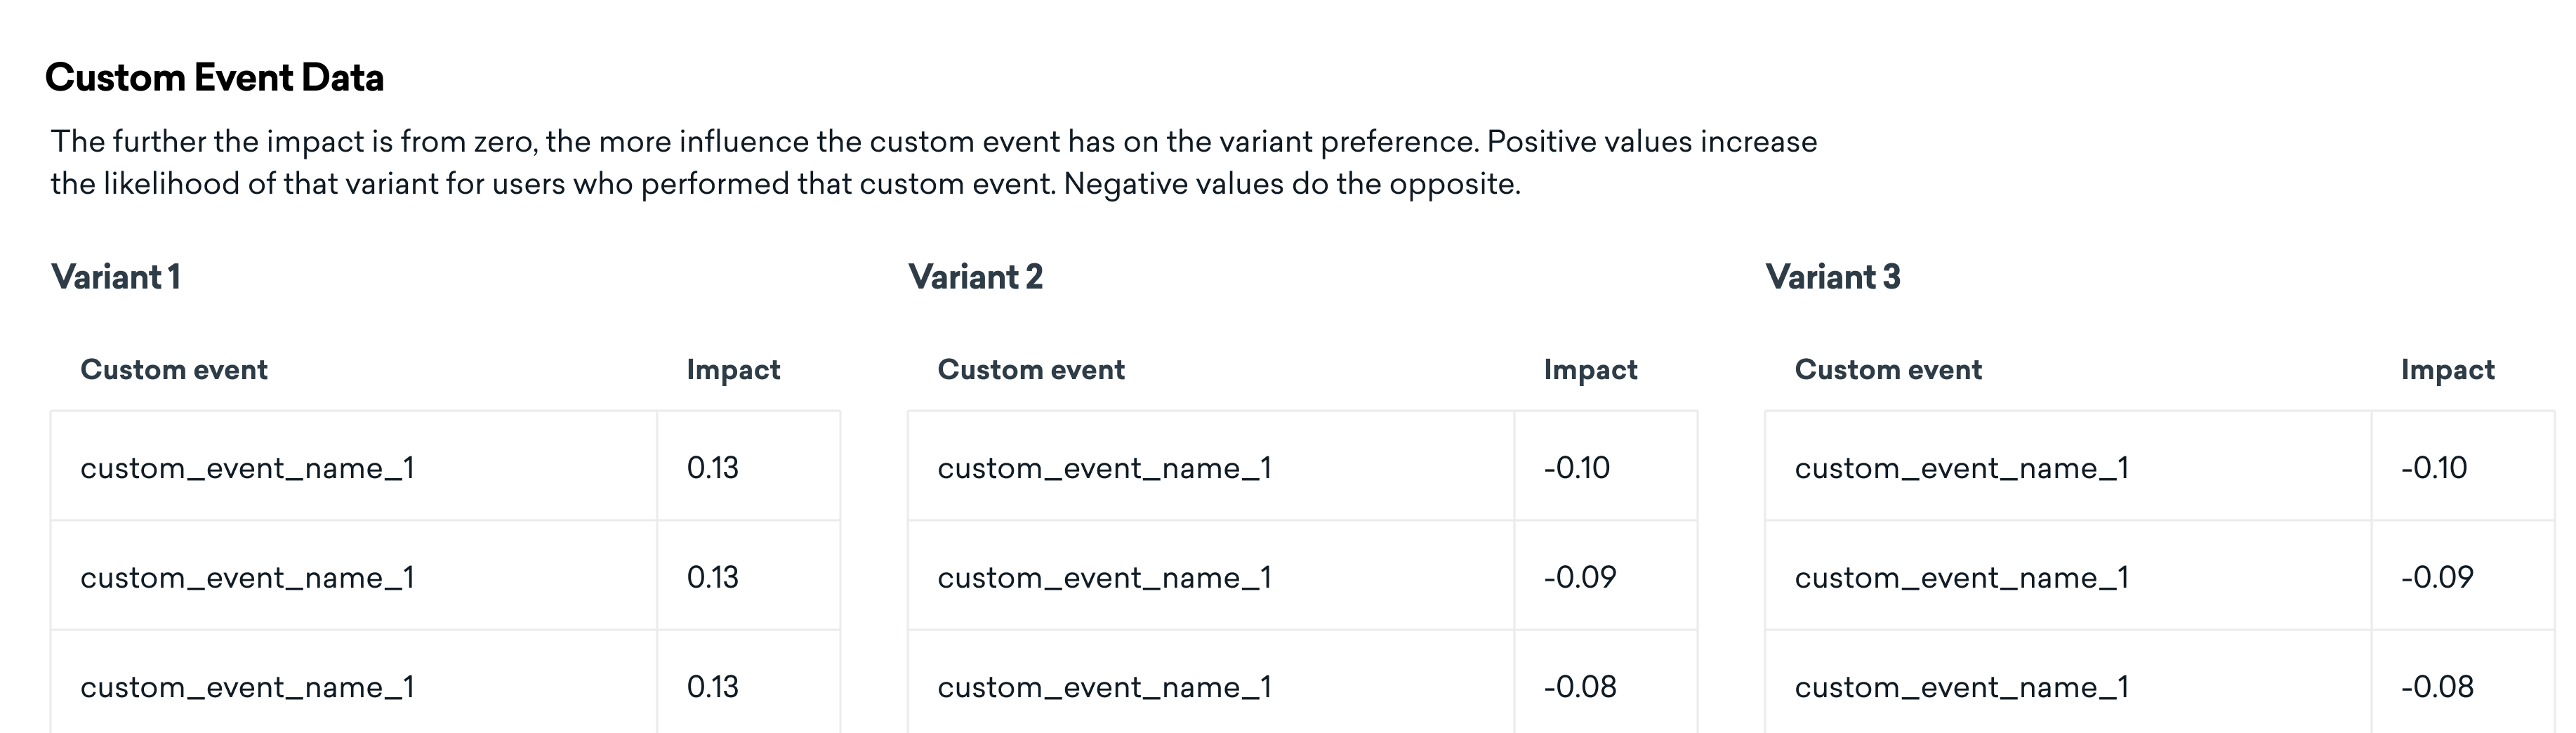 Custom Event Data
The further the impact is from zero, the more influence the custom event has on the variant preference. Positive values increase
the likelihood of that variant for users who performed that custom event. Negative values do the opposite.
Variant 1
Custom event Impact
custom_event_name_1 0.13
custom_event_name_1 0.13
custom_event_name_1 0.13
Variant 2
Custom event Impact
custom_event_name_1 -0.10
custom_event_name_1 -0.09
custom_event_name_1 -0.08
Variant 3
Custom event Impact
custom_event_name_1 -0.10
custom_event_name_1 -0.09
custom_event_name_1 -0.08